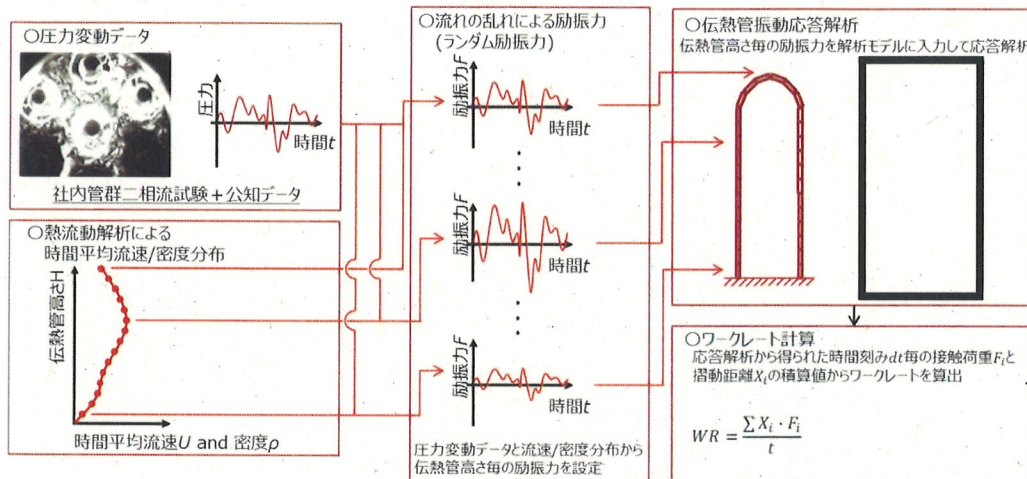 ○圧力変動データ
圧力
時間t
社内管群二相流試験＋公知データ
○熱流動解析による
時間平均流速/密度分布
伝熱管高さH
時間平均流速U and 密度ρ
○流れの乱れによる励振力
(ランダム励振力)
励振力F
時間t
励振力F
時間t
励振力F
時間t
圧力変動データと流速/密度分布から
伝熱管高さ毎の励振力を設定
○伝熱管振動応答解析
伝熱管高さ毎の励振力を解析モデルに入力して応答解析
○ワークレート計算
応答解析から得られた時間刻みdt毎の接触荷重Fiと
摺動距離Xiの積算値からワークレートを算出
WR = ∑ Xi · Fi / t